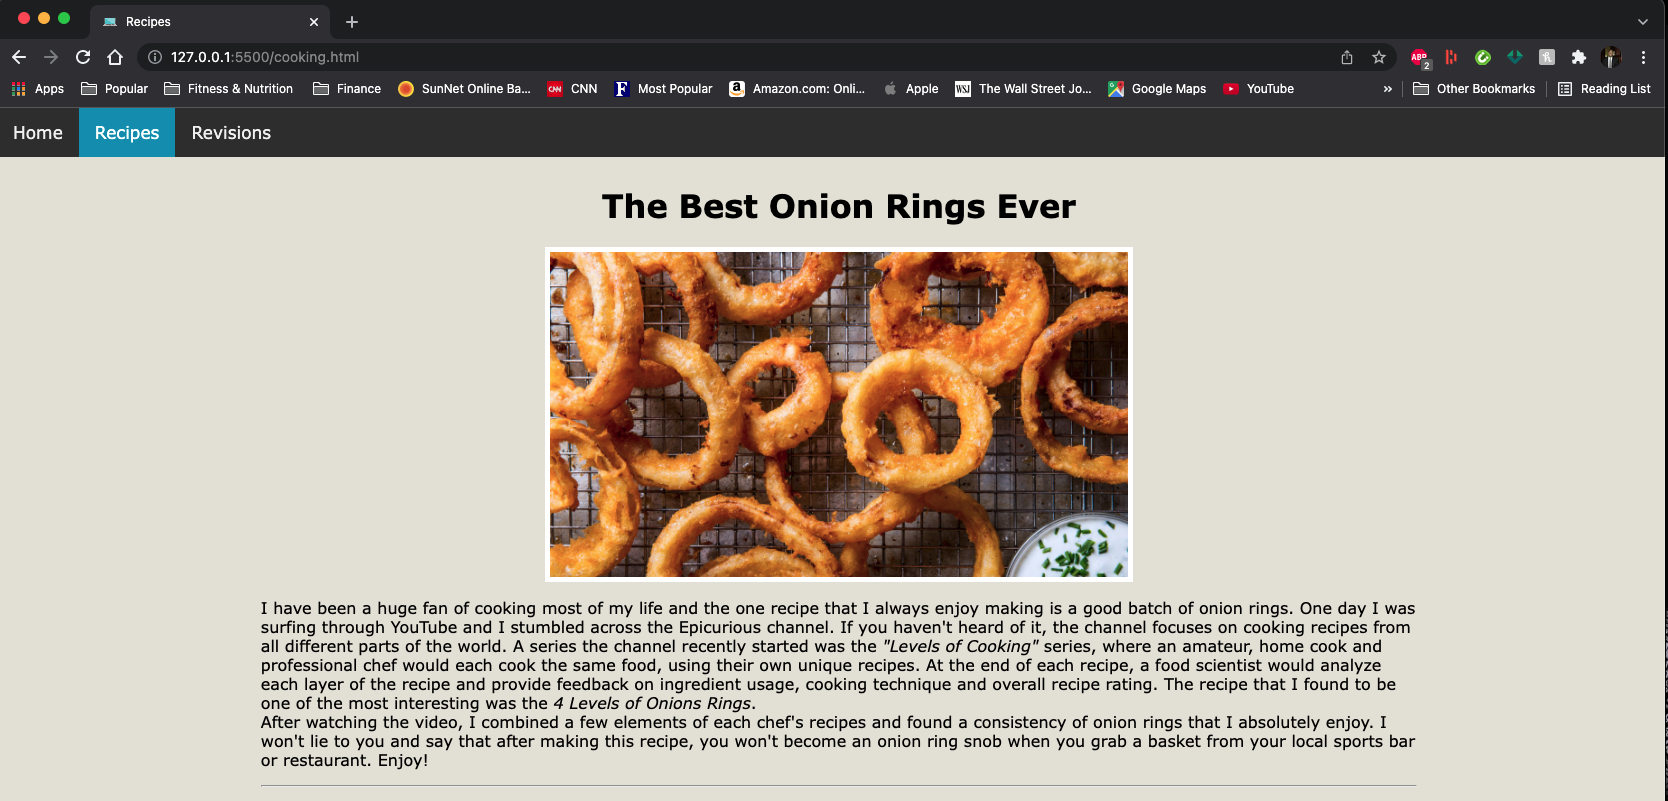 Recipes
127.0.0.1:5500/cooking.html
ABP 2
Apps Popular Fitness & Nutrition Finance SunNet Online Ba... CNN CNN F Most Popular a Amazon.com: Onli... Apple WSJ The Wall Street Jo... Google Maps YouTube » Other Bookmarks Reading List
Home Recipes Revisions
The Best Onion Rings Ever
I have been a huge fan of cooking most of my life and the one recipe that I always enjoy making is a good batch of onion rings. One day I was
surfing through YouTube and I stumbled across the Epicurious channel. If you haven't heard of it, the channel focuses on cooking recipes from
all different parts of the world. A series the channel recently started was the "Levels of Cooking" series, where an amateur, home cook and
professional chef would each cook the same food, using their own unique recipes. At the end of each recipe, a food scientist would analyze
each layer of the recipe and provide feedback on ingredient usage, cooking technique and overall recipe rating. The recipe that I found to be
one of the most interesting was the 4 Levels of Onions Rings.
After watching the video, I combined a few elements of each chef's recipes and found a consistency of onion rings that I absolutely enjoy. I
won't lie to you and say that after making this recipe, you won't become an onion ring snob when you grab a basket from your local sports bar
or restaurant. Enjoy!